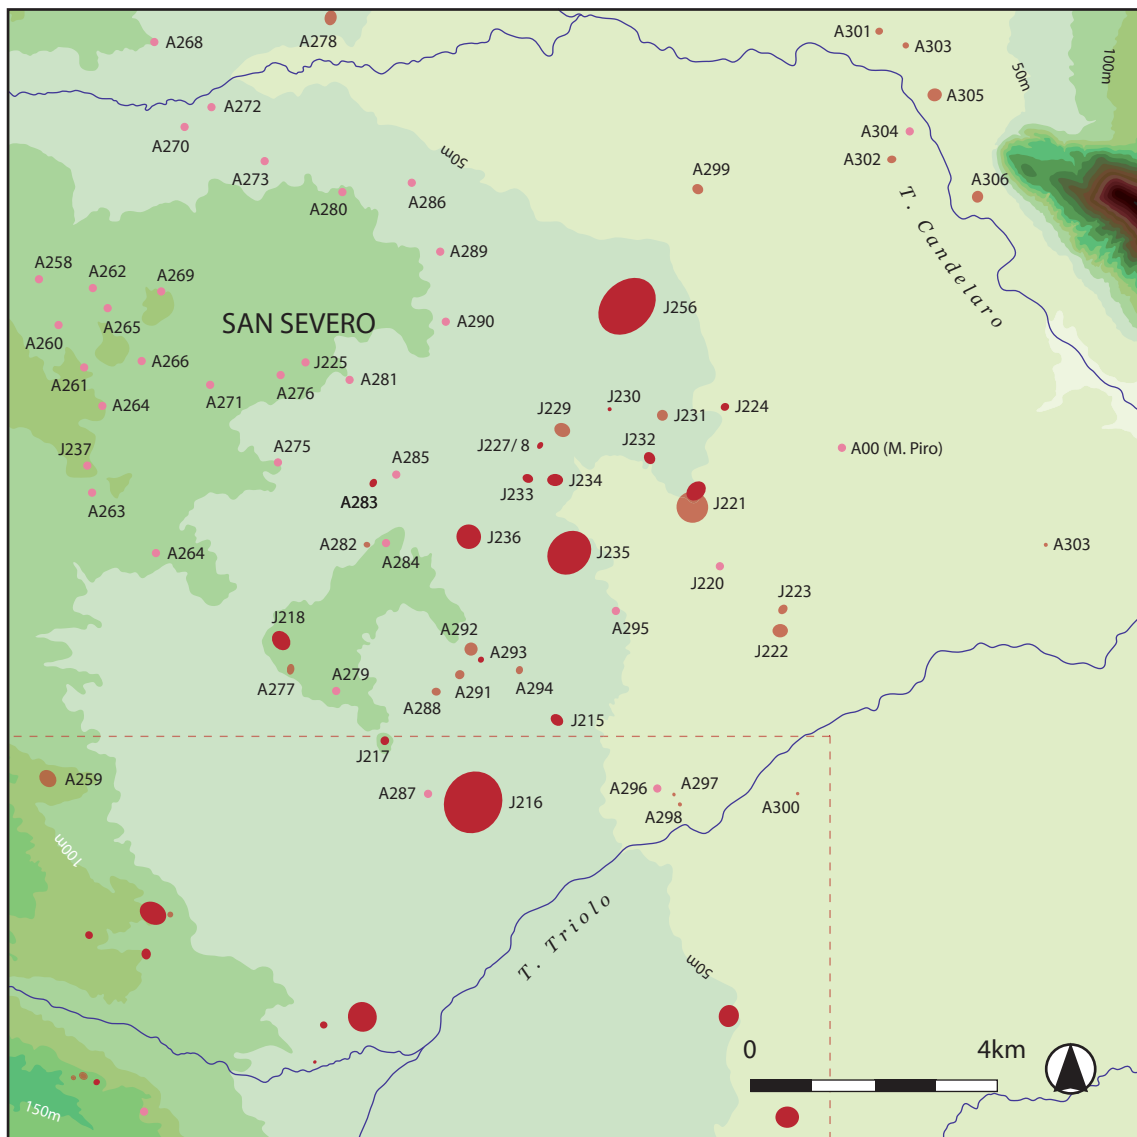 A268
A278
A301
A303
50m
100m
A272
A305
A270
A304
50m
A302
A273
A299
A306
A280
A286
T. Candelaro
A289
A258
A262
A269
J256
A265
SAN SEVERO
A290
A260
A266
J225
A261
A281
A271
A276
A264
J230
J224
J229
J231
J237
A275
J227/ 8
J232
A00 (M. Piro)
A285
A263
A283
J233
J234
J221
J236
A264
A282
A284
J235
A303
J220
J223
J218
A295
A292
J222
A293
A277
A279
A291
A294
A288
J215
J217
A259
A287
J216
A296
A297
A298
A300
100m
T. Triolo
50m
0
4km
150m